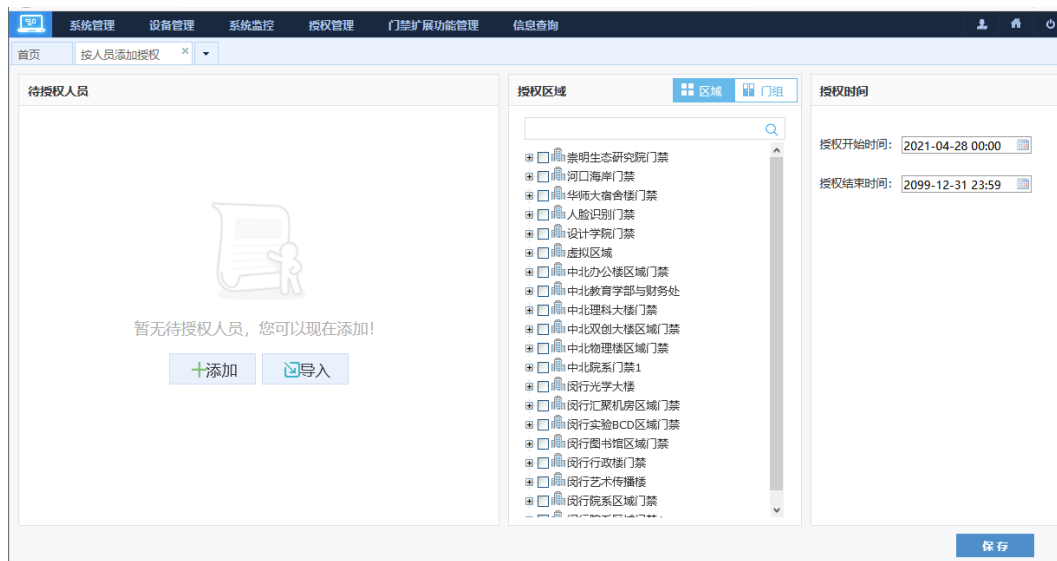 系统管理 设备管理 系统监控 授权管理 门禁扩展功能管理 信息查询
首页 按人员添加授权
待授权人员
授权区域 区域 门组
授权时间
授权开始时间: 2021-04-28 00:00
授权结束时间: 2099-12-31 23:59
崇明生态研究院门禁
河口海岸门禁
华师大宿舍楼门禁
人脸识别门禁
设计学院门禁
虚拟区域
中北办公楼区域门禁
中北教育学部与财务处
中北理科大楼门禁
中北双创大楼区域门禁
中北物理楼区域门禁
中北院系门禁1
闵行光学大楼
闵行汇聚机房区域门禁
闵行实验BCD区域门禁
闵行图书馆区域门禁
闵行行政楼门禁
闵行艺术传播楼
闵行院系区域门禁
暂无待授权人员，您可以现在添加！
添加 导入
保存